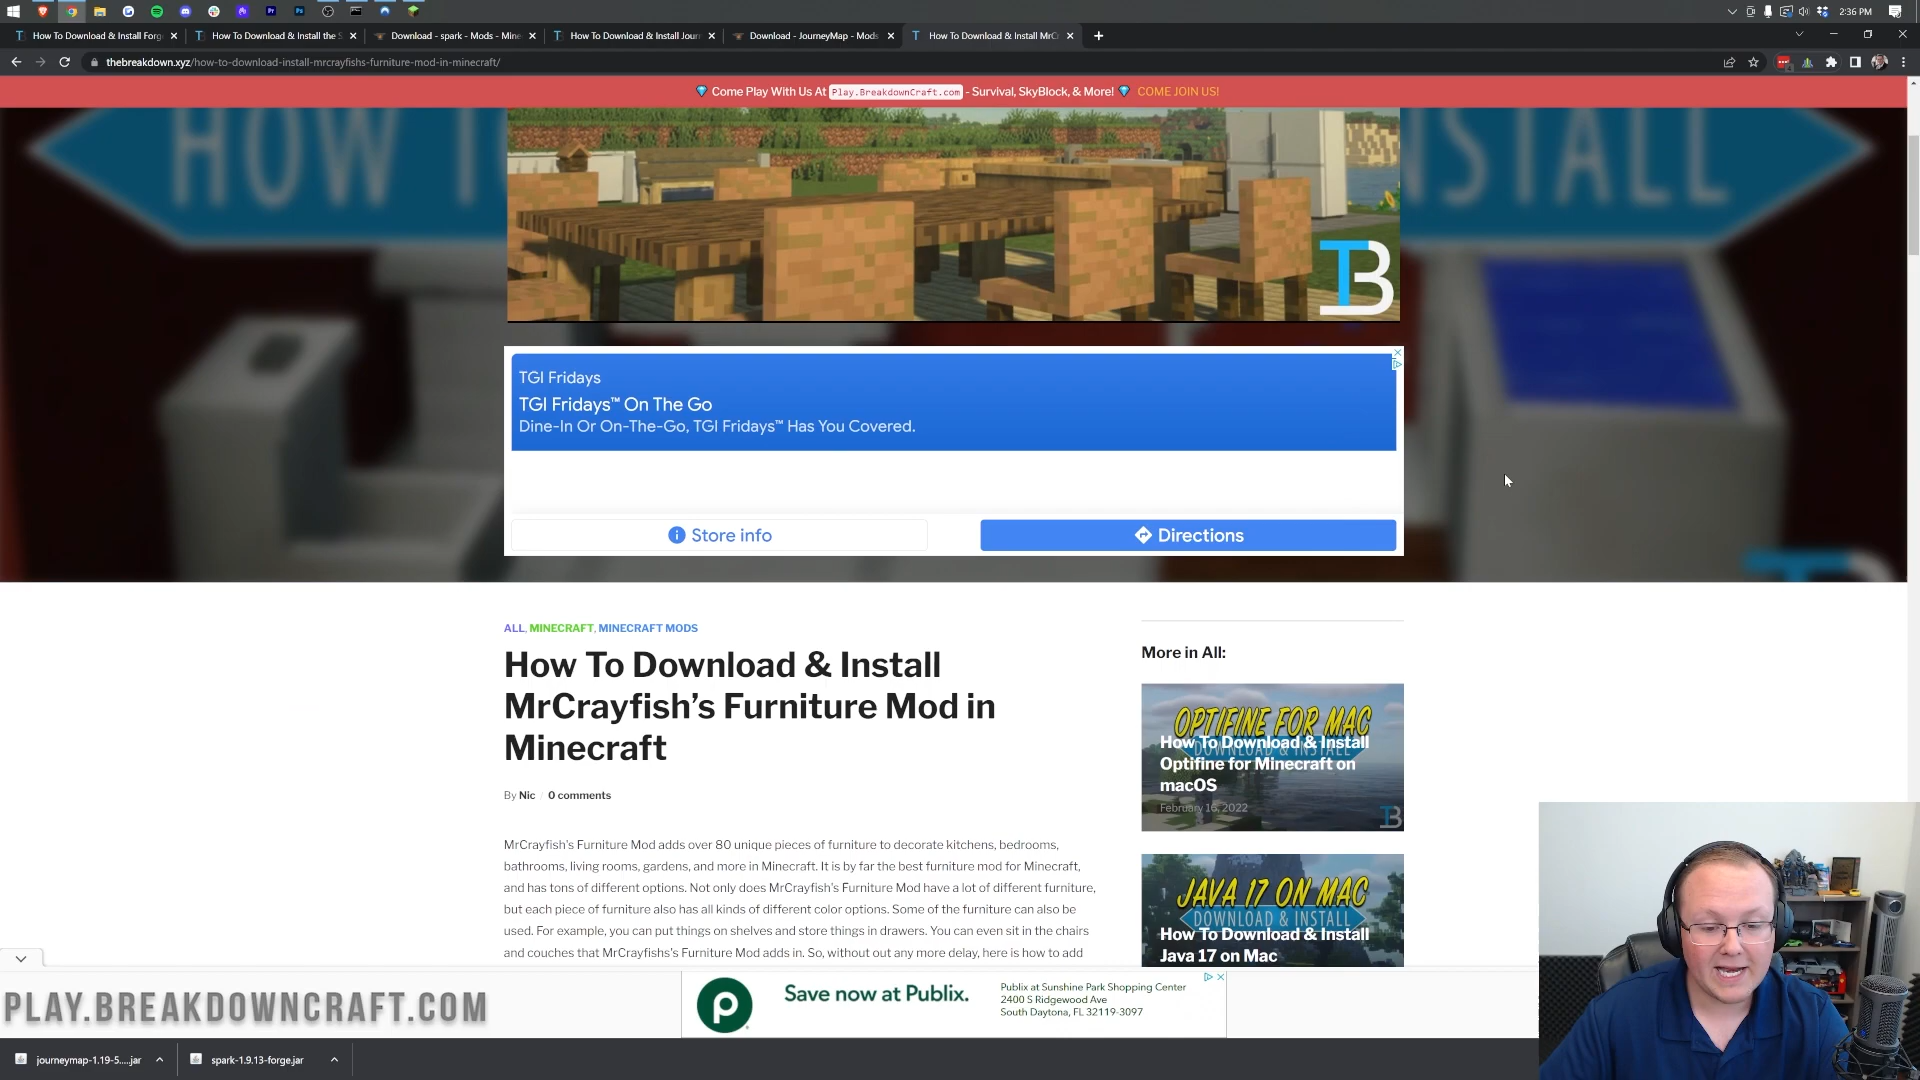 2:36 PM
How To Download & Install Forg
How To Download & Install the S
Download - spark - Mods - Mine
How To Download & Install Jour
Download - JourneyMap - Mods
How To Download & Install MrC
thebreakdown.xyz/how-to-download-install-mrcrayfishs-furniture-mod-in-minecraft/
Come Play With Us At Play.BreakdownCraft.com - Survival, SkyBlock, & More! COME JOIN US!
HOW TO
INSTALL
TB
TGI Fridays
TGI Fridays™ On The Go
Dine-In Or On-The-Go, TGI Fridays™ Has You Covered.
Store info
Directions
ALL, MINECRAFT, MINECRAFT MODS
How To Download & Install
MrCrayfish's Furniture Mod in
Minecraft
By Nic / 0 comments
MrCrayfish's Furniture Mod adds over 80 unique pieces of furniture to decorate kitchens, bedrooms,
bathrooms, living rooms, gardens, and more in Minecraft. It is by far the best furniture mod for Minecraft,
and has tons of different options. Not only does MrCrayfish's Furniture Mod have a lot of different furniture,
but each piece of furniture also has all kinds of different color options. Some of the furniture can also be
used. For example, you can put things on shelves and store things in drawers. You can even sit in the chairs
and couches that MrCrayfish's Furniture Mod adds in. So, without out any more delay, here is how to add
More in All:
OPTIFINE FOR MAC
DOWNLOAD & INSTALL
How To Download & Install
Optifine for Minecraft on
macOS
February 16, 2022
TB
JAVA 17 ON MAC
DOWNLOAD & INSTALL
How To Download & Install
Java 17 on Mac
PLAY.BREAKDOWNCRAFT.COM
Save now at Publix.
Publix at Sunshine Park Shopping Center
2400 S Ridgewood Ave
South Daytona, FL 32119-3097
journeymap-1.19-5.....jar
spark-1.9.13-forge.jar